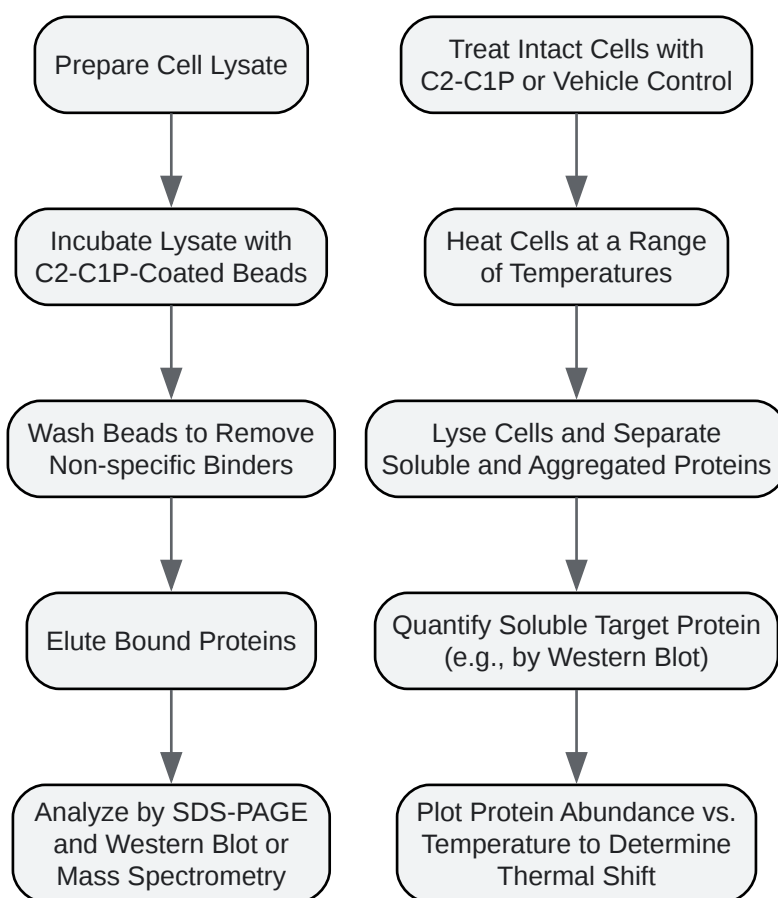 Prepare Cell Lysate
Incubate Lysate with
C2-C1P-Coated Beads
Wash Beads to Remove
Non-specific Binders
Elute Bound Proteins
Analyze by SDS-PAGE
and Western Blot or
Mass Spectrometry
Treat Intact Cells with
C2-C1P or Vehicle Control
Heat Cells at a Range
of Temperatures
Lyse Cells and Separate
Soluble and Aggregated Proteins
Quantify Soluble Target Protein
(e.g., by Western Blot)
Plot Protein Abundance vs.
Temperature to Determine
Thermal Shift